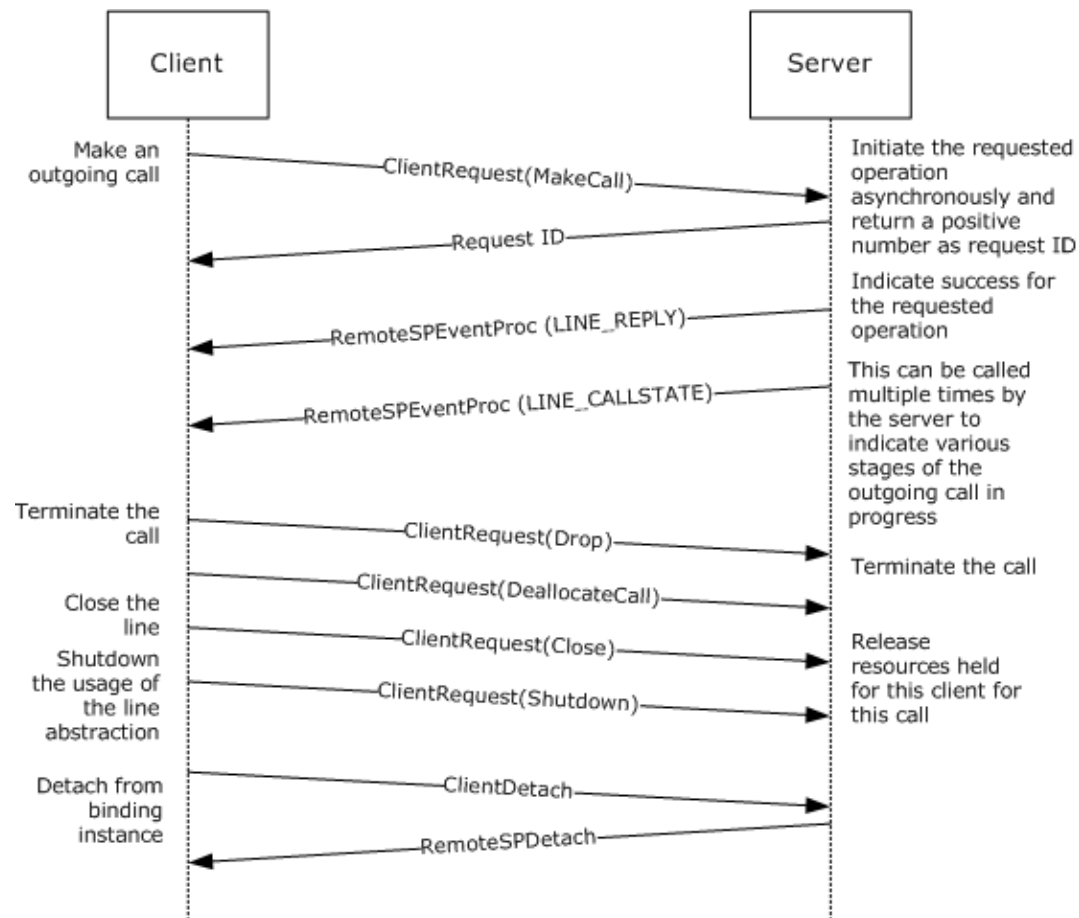 Client
Server
Make an
outgoing call
ClientRequest(MakeCall)
Initiate the requested
operation
asynchronously and
return a positive
number as request ID
Request ID
Indicate success for
the requested
operation
RemoteSPEventProc (LINE_REPLY)
This can be called
multiple times by
the server to
indicate various
stages of the
outgoing call in
progress
RemoteSPEventProc (LINE_CALLSTATE)
Terminate the
call
ClientRequest(Drop)
Terminate the call
ClientRequest(DeallocateCall)
Close the
line
ClientRequest(Close)
Release
resources held
for this client for
this call
Shutdown
the usage of
the line
abstraction
ClientRequest(Shutdown)
Detach from
binding
instance
ClientDetach
RemoteSPDetach